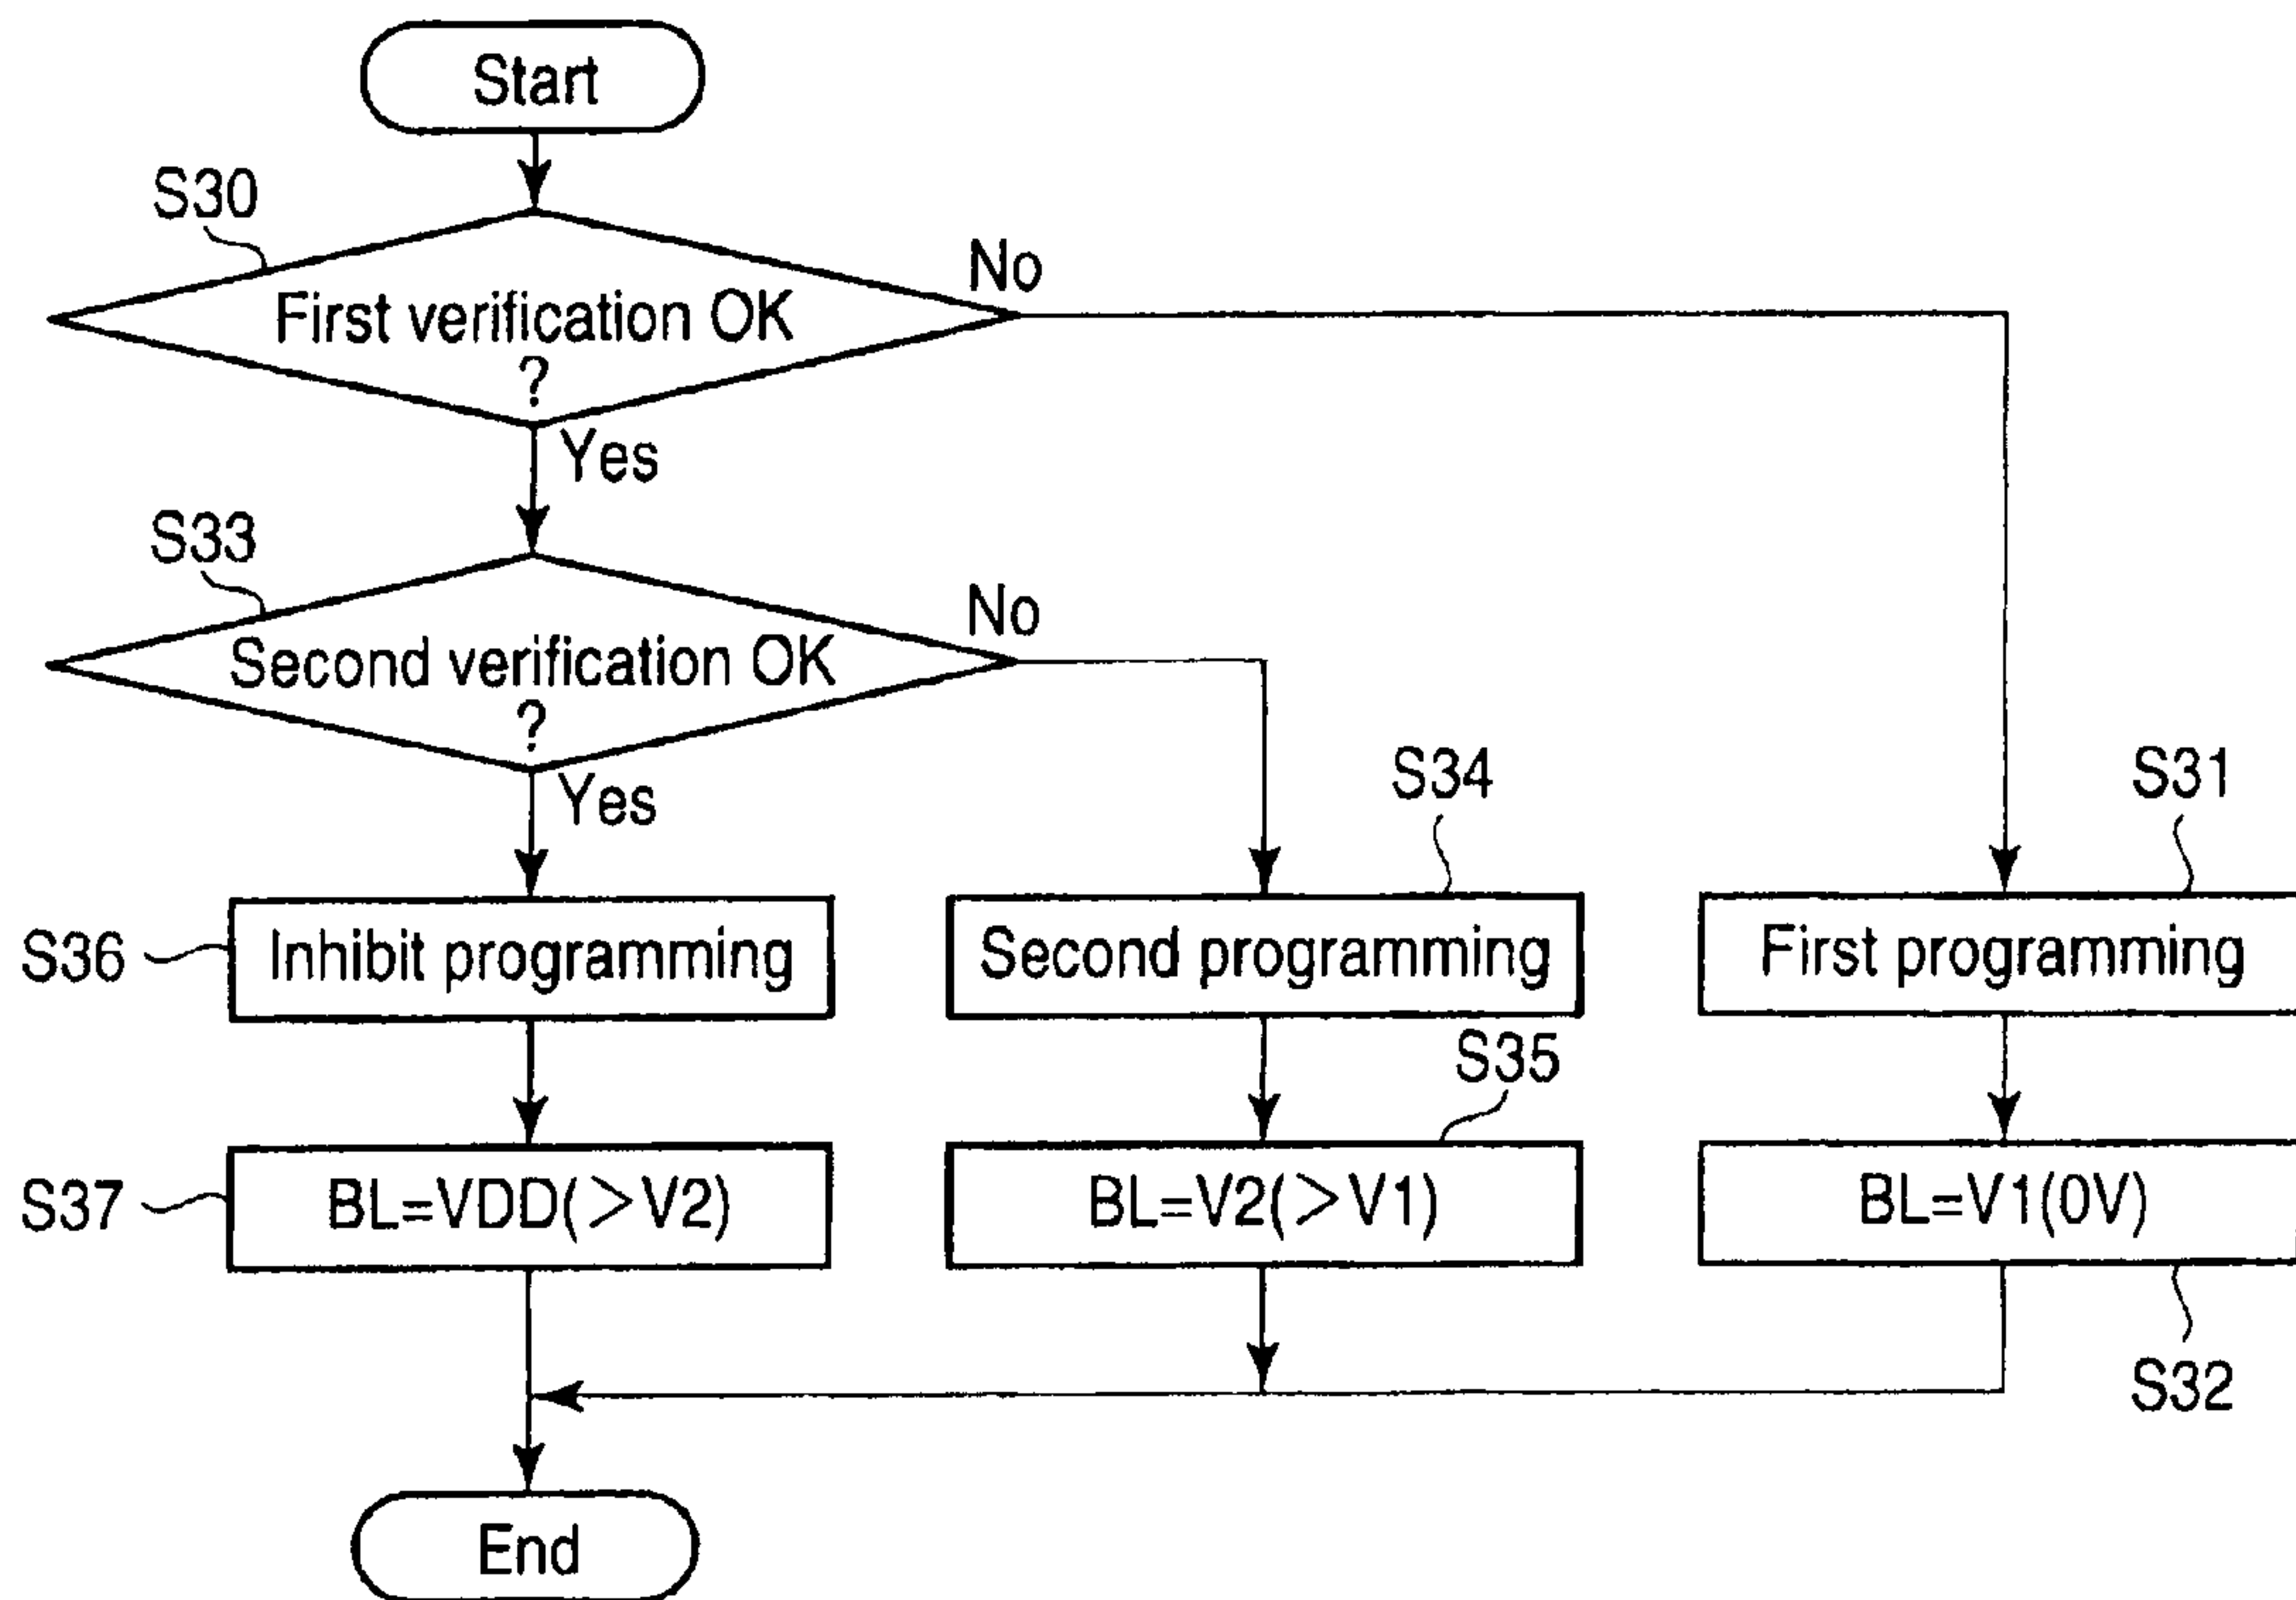 Start
S30
First verification OK
?
No
Yes
S33
Second verification OK
?
No
Yes
S34
S31
S36
Inhibit programming
Second programming
First programming
S35
S37
BL=VDD(>V2)
BL=V2(>V1)
BL=V1(0V)
S32
End